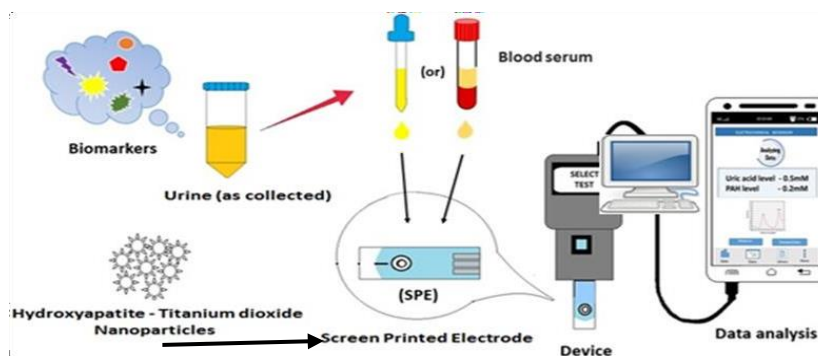 Biomarkers
Urine (as collected)
(or)
Blood serum
Hydroxyapatite - Titanium dioxide
Nanoparticles
(SPE)
Screen Printed Electrode
SELECT
TEST
Device
Analyzing
Data
Uric acid level - 0.5mM
PAH level - 0.2mM
Data analysis